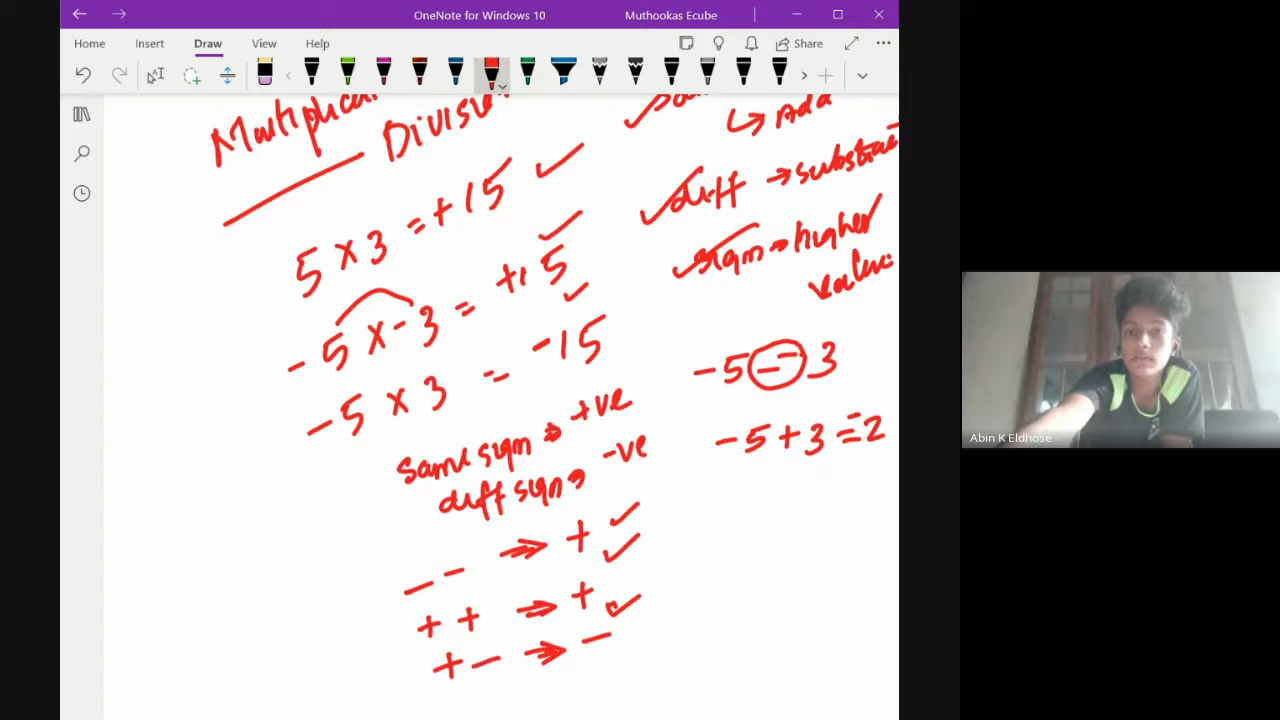 OneNote for Windows 10
Muthookas Ecube
Home Insert Draw View Help
Share
Division
5 × 3 = +15
-5 × -3 = +15
-5 × 3 = -15
same sign → +ve
diff sign → -ve
- - → +
+ + → +
+ - → -
↳ Add
diff → substract
sign → higher
value
-5 - - 3
-5 + 3 = -2
Abin K Eldhose